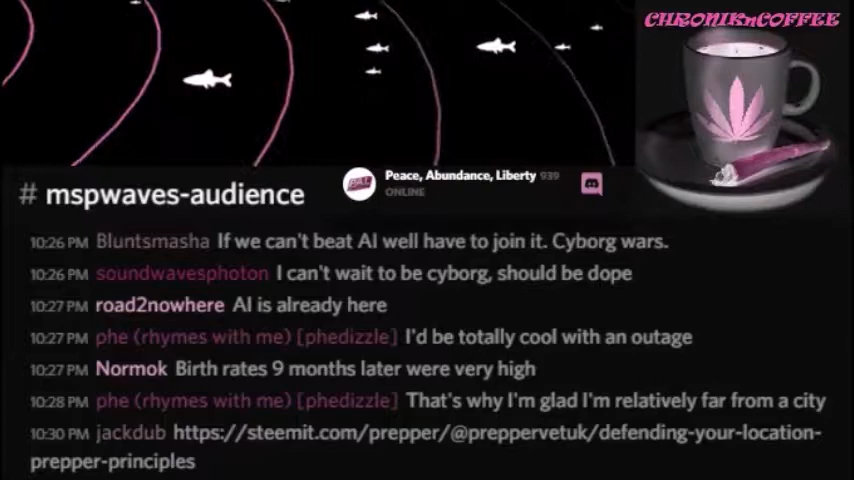 CHRONIKnCOFFEE
Peace, Abundance, Liberty 939
ONLINE
# mspwaves-audience
10:26 PM Bluntsmasha If we can't beat AI well have to join it. Cyborg wars.
10:26 PM soundwavesphoton I can't wait to be cyborg, should be dope
10:27 PM road2nowhere AI is already here
10:27 PM phe (rhymes with me) [phedizzle] I'd be totally cool with an outage
10:27 PM Normok Birth rates 9 months later were very high
10:28 PM phe (rhymes with me) [phedizzle] That's why I'm glad I'm relatively far from a city
10:30 PM jackdub https://steemit.com/prepper/@preppervetuk/defending-your-location-
prepper-principles